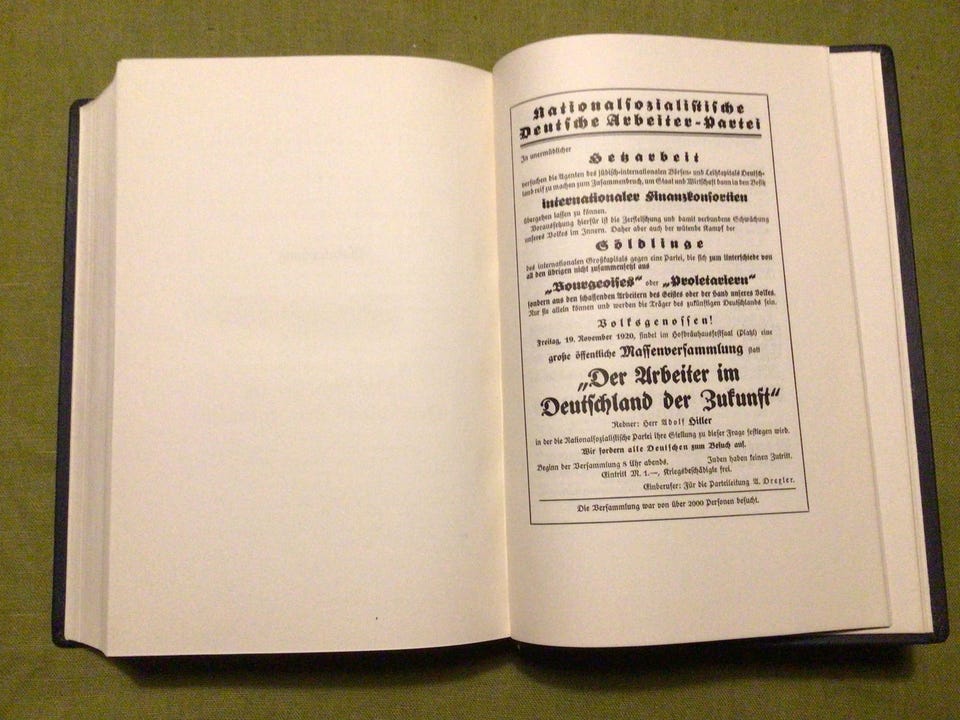 Nationalsozialistische
Deutsche Arbeiter-Partei
In unermüdlicher
Hetzarbeit
versuchen die Agenten des jüdisch-internationalen Börsen- und Leihkapitals Deutsch-
land reif zu machen zum Zusammenbruch, um Staat und Wirtschaft dann in den Besitz
internationaler Finanzkonsortien
übergehen lassen zu können.
Voraussetzung hierfür ist die Zerfleischung und damit verbundene Schwächung
unseres Volkes im Innern. Daher aber auch der wütende Kampf der
Söldlinge
des internationalen Großkapitals gegen eine Partei, die sich zum Unterschiede von
all den übrigen nicht zusammensetzt aus
„Bourgeoises“ oder „Proletariern“
sondern aus den schaffenden Arbeitern des Geistes oder der Hand unseres Volkes.
Nur sie allein können und werden die Träger des zukünftigen Deutschlands sein.
Volksgenossen!
Freitag, 19. November 1920, findet im Hofbräuhausfestsaal (Platzl) eine
große öffentliche Massenversammlung statt
„Der Arbeiter im
Deutschland der Zukunft“
Redner: Herr Adolf Hitler
in der die Nationalsozialistische Partei ihre Stellung zu dieser Frage festlegen wird.
Wir fordern alle Deutschen zum Besuch auf.
Beginn der Versammlung 8 Uhr abends. Juden haben keinen Zutritt.
Eintritt M. 1.—, Kriegsbeschädigte frei.
Einberufer: Für die Parteileitung A. Drexler.
Die Versammlung war von über 2000 Personen besucht.